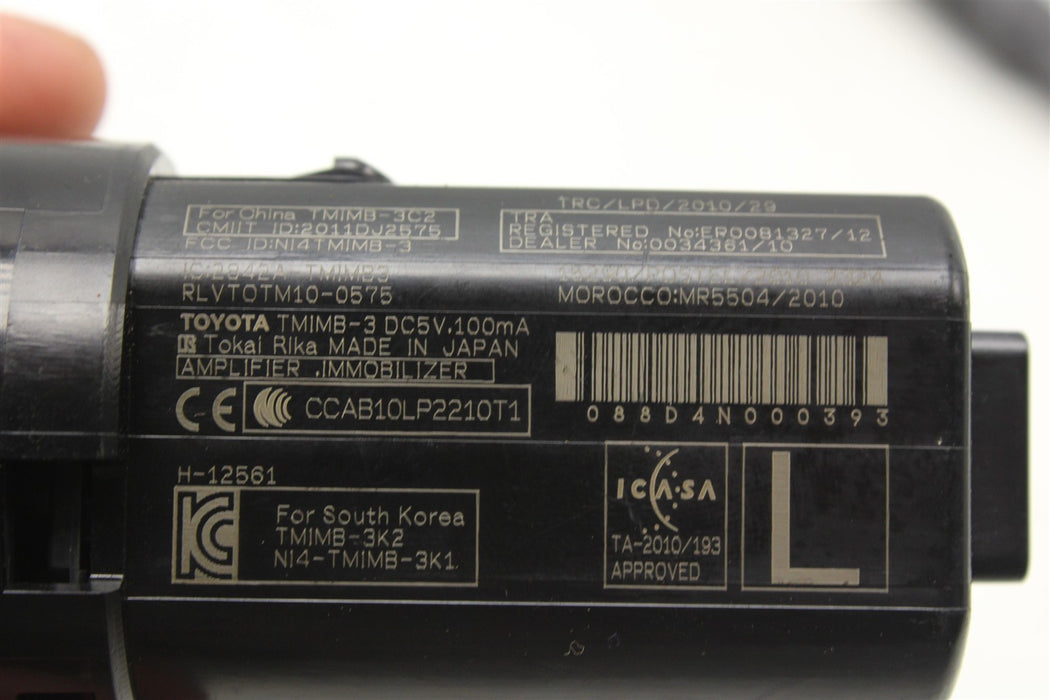 For China TMIMB-3C2
CMIIT ID:2011DJ2575
FCC ID:NI4TMIMB-3
IC:2842A-TMIMB3
RLVTOTM10-0575
TOYOTA TMIMB-3 DC5V.100mA
Tokai Rika MADE IN JAPAN
AMPLIFIER .IMMOBILIZER
CE CCAB10LP2210T1
H-12561
For South Korea
TMIMB-3K2
NI4-TMIMB-3K1
TRC/LPD/2010/29
TRA
REGISTERED No:ER0081327/12
DEALER No:0034361/10
MOROCCO:MR5504/2010
088D4N000393
ICASA
TA-2010/193
APPROVED
L